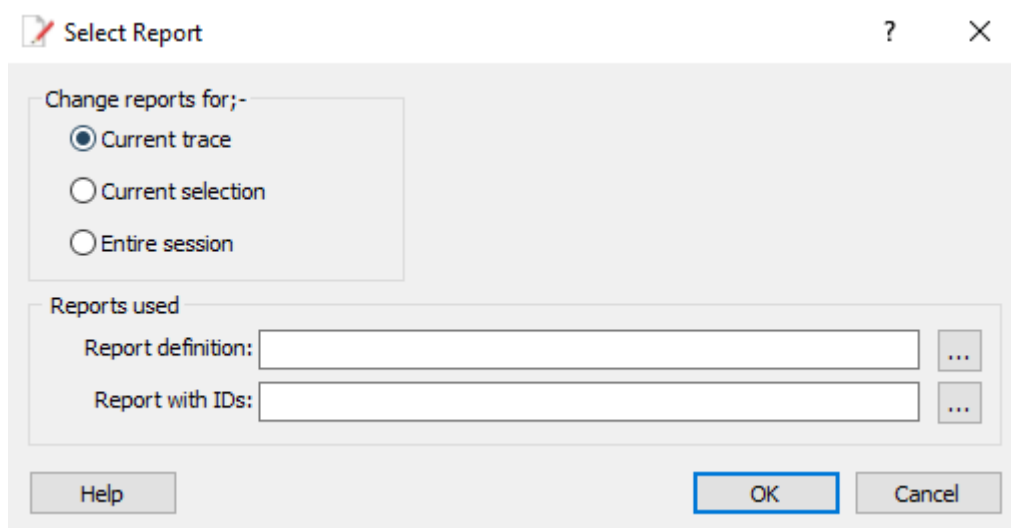 Select Report
?
Change reports for;-
Current trace
Current selection
Entire session
Reports used
Report definition:
...
Report with IDs:
...
Help
OK
Cancel